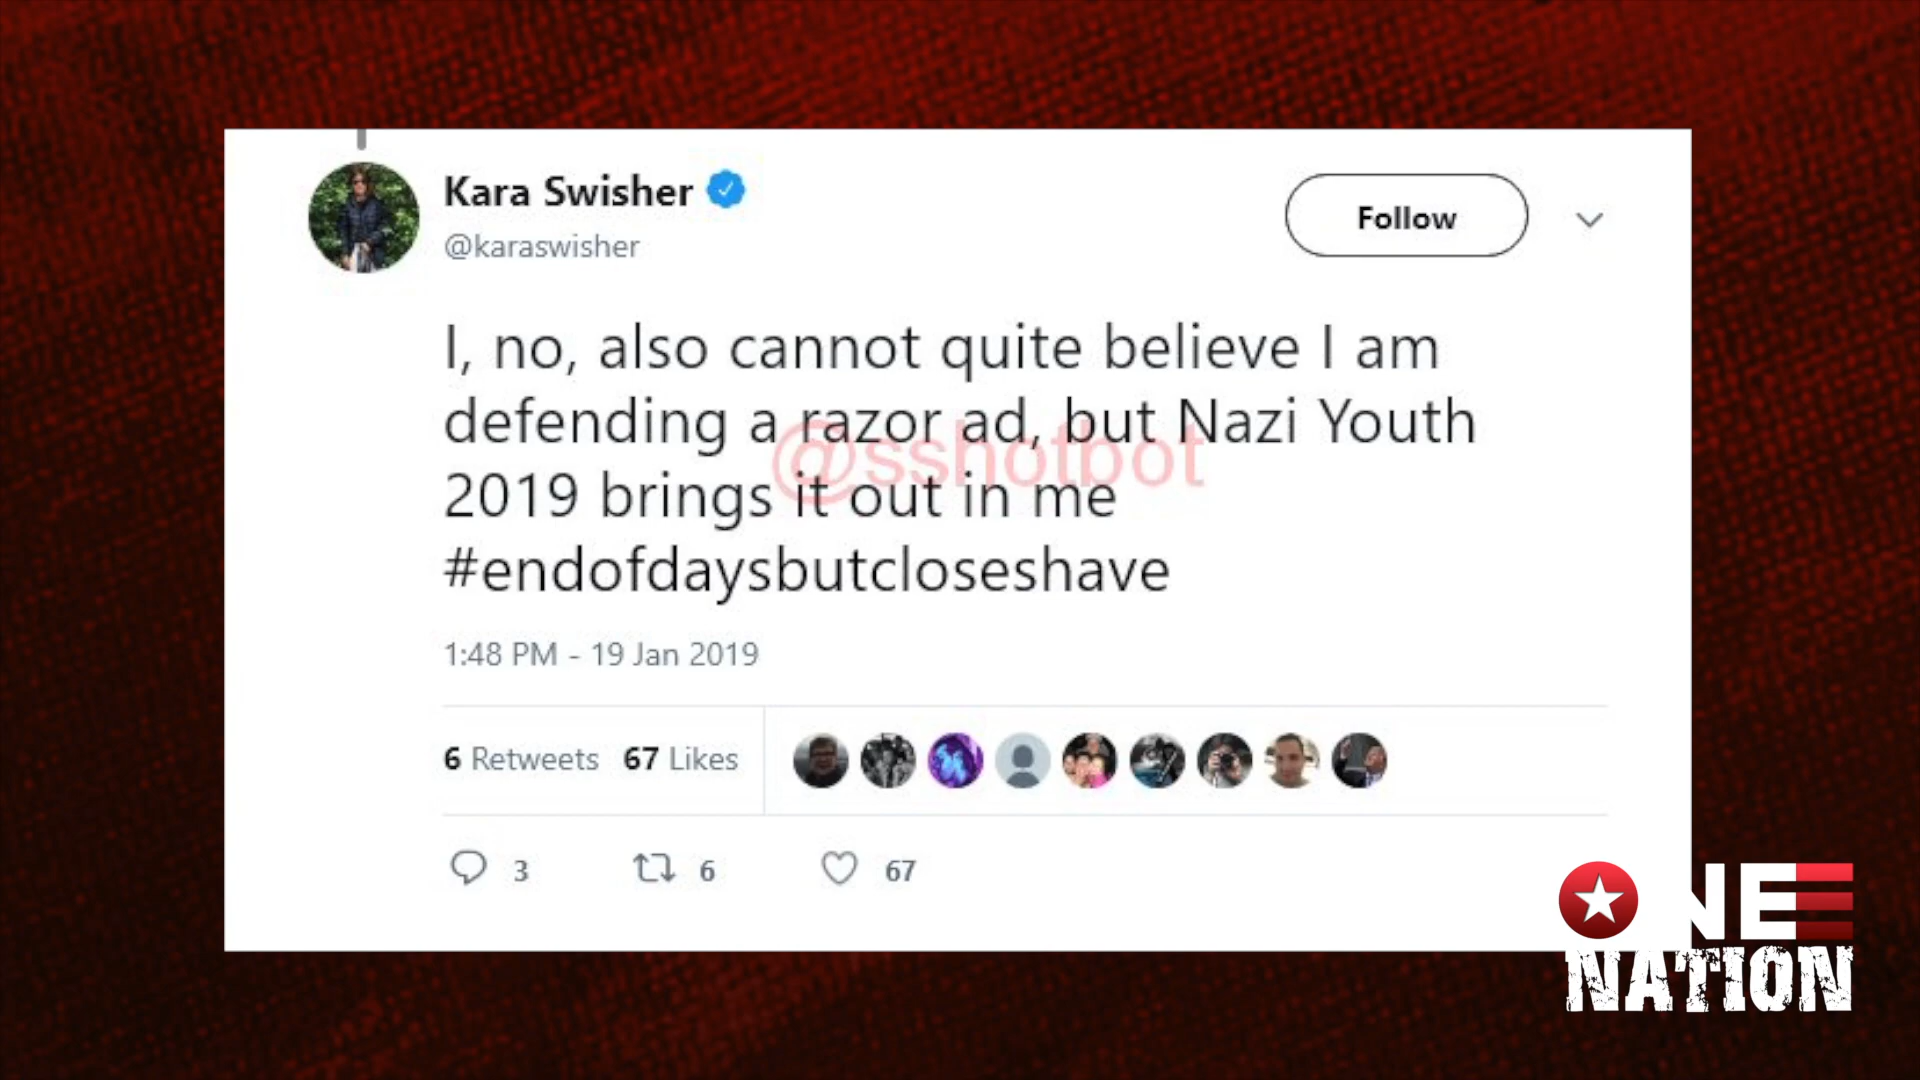 Kara Swisher
@karaswisher
Follow
I, no, also cannot quite believe I am
defending a razor ad, but Nazi Youth
2019 brings it out in me
#endofdaysbutcloseshave
@sshotbot
1:48 PM - 19 Jan 2019
6 Retweets 67 Likes
3 6 67
ONE
NATION